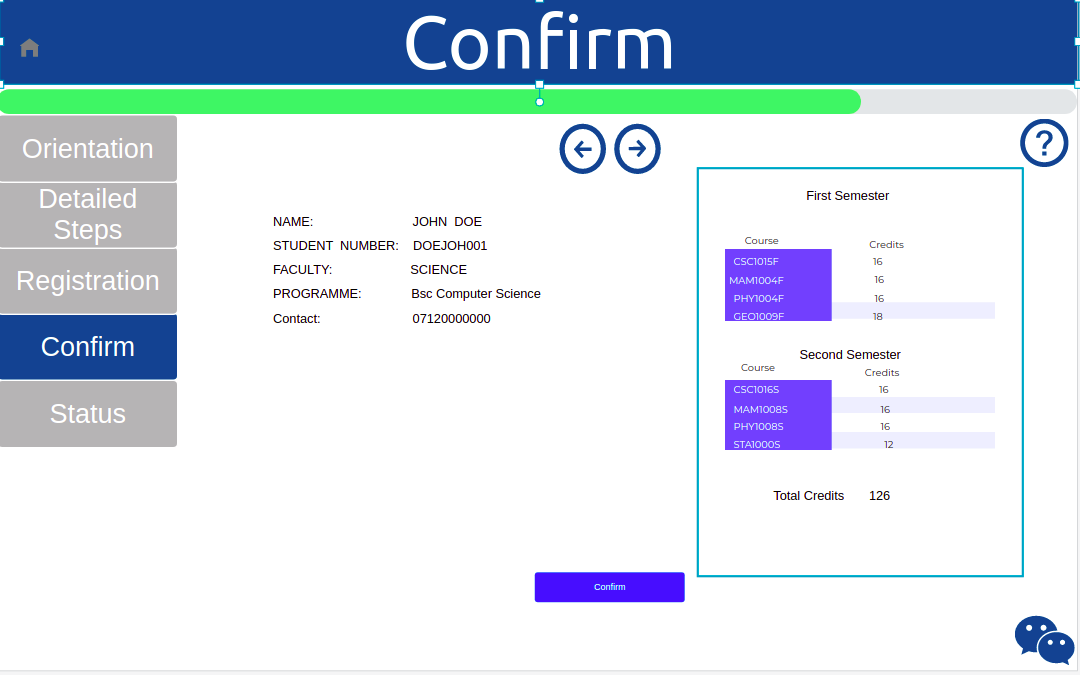 Confirm
Orientation
Detailed
Steps
Registration
Confirm
Status
?
NAME: JOHN DOE
STUDENT NUMBER: DOEJOH001
FACULTY: SCIENCE
PROGRAMME: Bsc Computer Science
Contact: 07120000000
First Semester
Course Credits
CSC1015F 16
MAM1004F 16
PHY1004F 16
GEO1009F 18
Second Semester
Course Credits
CSC1016S 16
MAM1008S 16
PHY1008S 16
STA1000S 12
Total Credits 126
Confirm